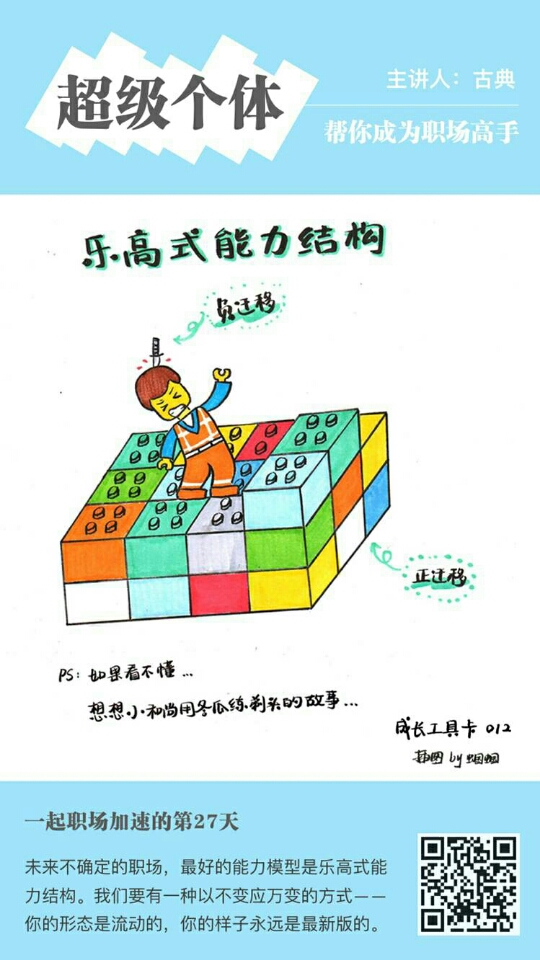 超级个体
主讲人：古典
帮你成为职场高手
乐高式能力结构
负迁移
正迁移
PS：如果看不懂...
想想小和尚用冬瓜练剃头的故事...
成长工具卡 012
插图 by 蝈蝈
一起职场加速的第27天
未来不确定的职场，最好的能力模型是乐高式能
力结构。我们要有一种以不变应万变的方式——
你的形态是流动的，你的样子永远是最新版的。